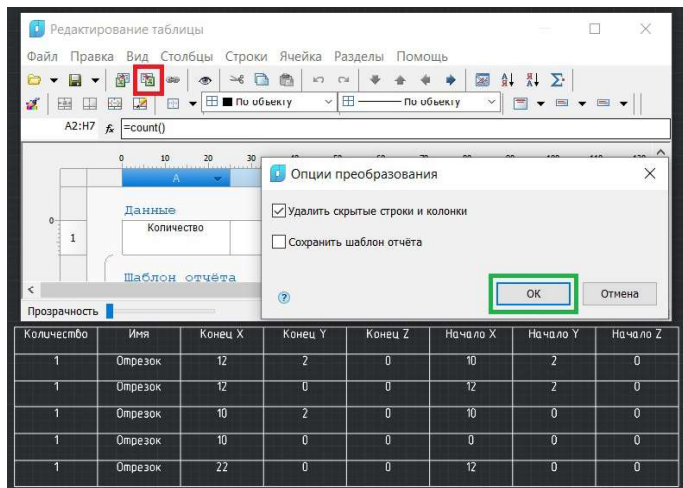 Редактирование таблицы
Файл Правка Вид Столбцы Строки Ячейка Разделы Помощь
По объекту По объекту
A2:H7 fx =count()
0 10 20 30
A
Опции преобразования
Данные
Удалить скрытые строки и колонки
0
Количество
1
Сохранить шаблон отчёта
Шаблон отчёта
ОК Отмена
Прозрачность
Количество Имя Конец X Конец Y Конец Z Начало X Начало Y Начало Z
1 Отрезок 12 2 0 10 2 0
1 Отрезок 12 0 0 12 2 0
1 Отрезок 10 2 0 10 0 0
1 Отрезок 10 0 0 0 0 0
1 Отрезок 22 0 0 12 0 0